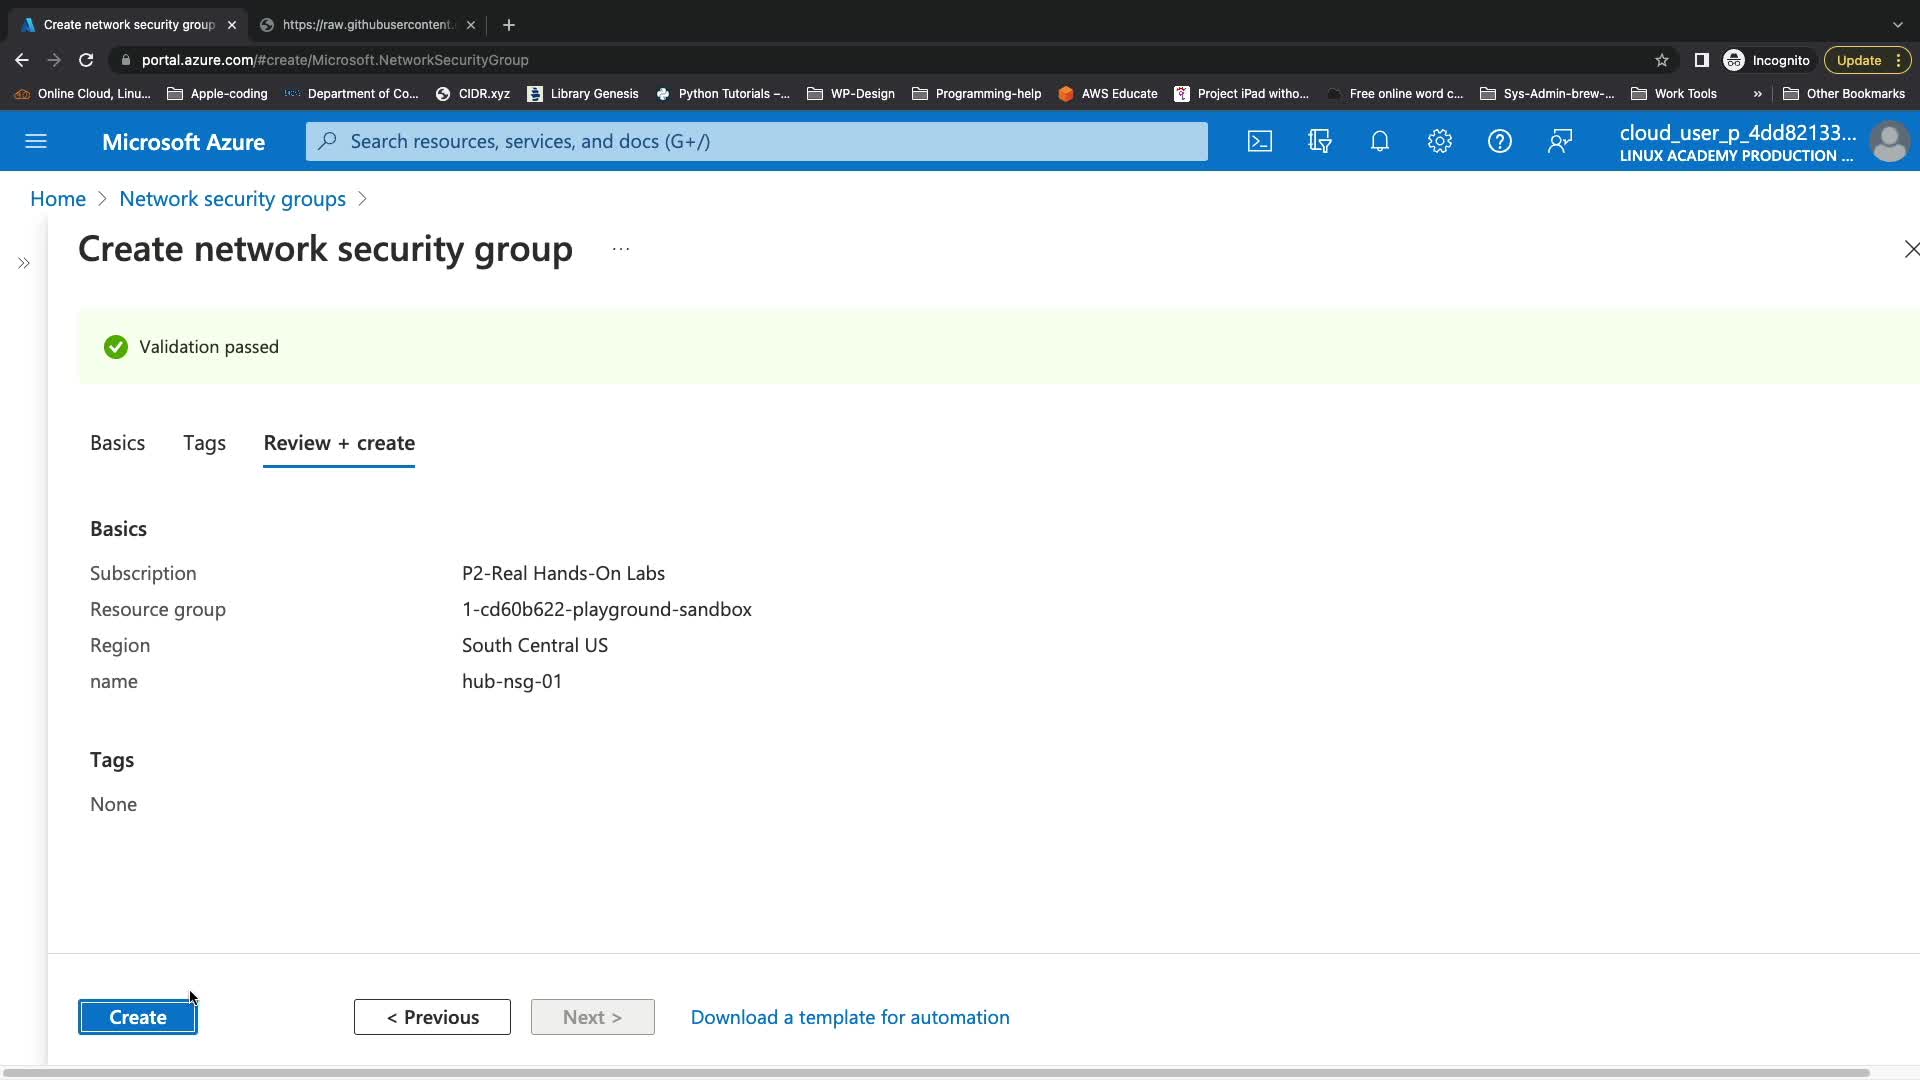 Create network security group
https://raw.githubusercontent.
portal.azure.com/#create/Microsoft.NetworkSecurityGroup
Incognito
Update
Online Cloud, Linu...
Apple-coding
Department of Co...
CIDR.xyz
Library Genesis
Python Tutorials –...
WP-Design
Programming-help
AWS Educate
Project iPad witho...
Free online word c...
Sys-Admin-brew-...
Work Tools
»
Other Bookmarks
Microsoft Azure
Search resources, services, and docs (G+/)
cloud_user_p_4dd82133...
LINUX ACADEMY PRODUCTION ...
Home > Network security groups >
Create network security group ...
Validation passed
Basics Tags Review + create
Basics
Subscription P2-Real Hands-On Labs
Resource group 1-cd60b622-playground-sandbox
Region South Central US
name hub-nsg-01
Tags
None
Create < Previous Next > Download a template for automation